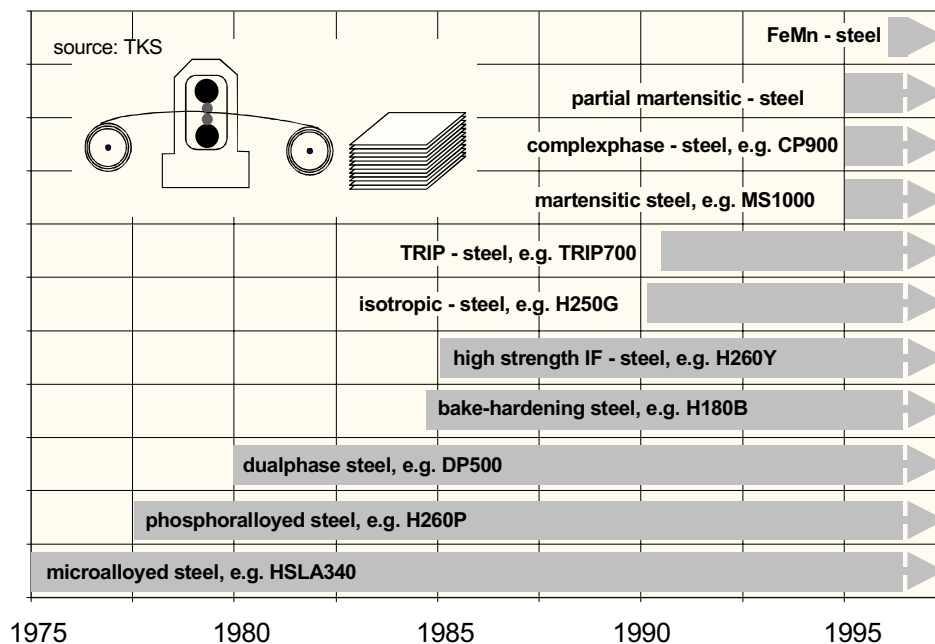 source: TKS
FeMn - steel
partial martensitic - steel
complexphase - steel, e.g. CP900
martensitic steel, e.g. MS1000
TRIP - steel, e.g. TRIP700
isotropic - steel, e.g. H250G
high strength IF - steel, e.g. H260Y
bake-hardening steel, e.g. H180B
dualphase steel, e.g. DP500
phosphoralloyed steel, e.g. H260P
microalloyed steel, e.g. HSLA340
1975 1980 1985 1990 1995